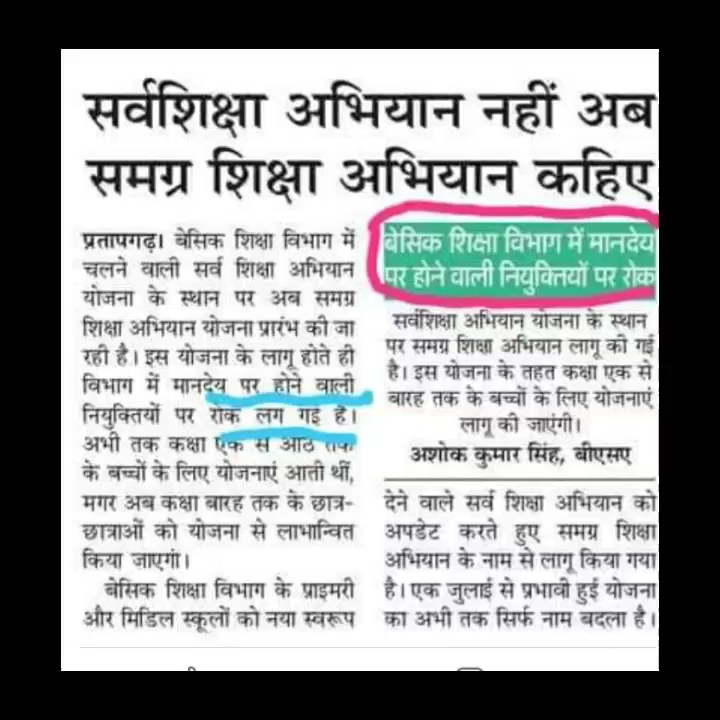 सर्वशिक्षा अभियान नहीं अब
समग्र शिक्षा अभियान कहिए
प्रतापगढ़। बेसिक शिक्षा विभाग में
चलने वाली सर्व शिक्षा अभियान
योजना के स्थान पर अब समग्र
शिक्षा अभियान योजना प्रारंभ की जा
रही है। इस योजना के लागू होते ही
विभाग में मानदेय पर होने वाली
नियुक्तियों पर रोक लग गई है।
अभी तक कक्षा एक से आठ तक
के बच्चों के लिए योजनाएं आती थीं,
मगर अब कक्षा बारह तक के छात्र-
छात्राओं को योजना से लाभान्वित
किया जाएगा।
बेसिक शिक्षा विभाग के प्राइमरी
और मिडिल स्कूलों को नया स्वरूप
बेसिक शिक्षा विभाग में मानदेय
पर होने वाली नियुक्तियों पर रोक
सर्वशिक्षा अभियान योजना के स्थान
पर समग्र शिक्षा अभियान लागू की गई
है। इस योजना के तहत कक्षा एक से
बारह तक के बच्चों के लिए योजनाएं
लागू की जाएंगी।
अशोक कुमार सिंह, बीएसए
देने वाले सर्व शिक्षा अभियान को
अपडेट करते हुए समग्र शिक्षा
अभियान के नाम से लागू किया गया
है। एक जुलाई से प्रभावी हुई योजना
का अभी तक सिर्फ नाम बदला है।